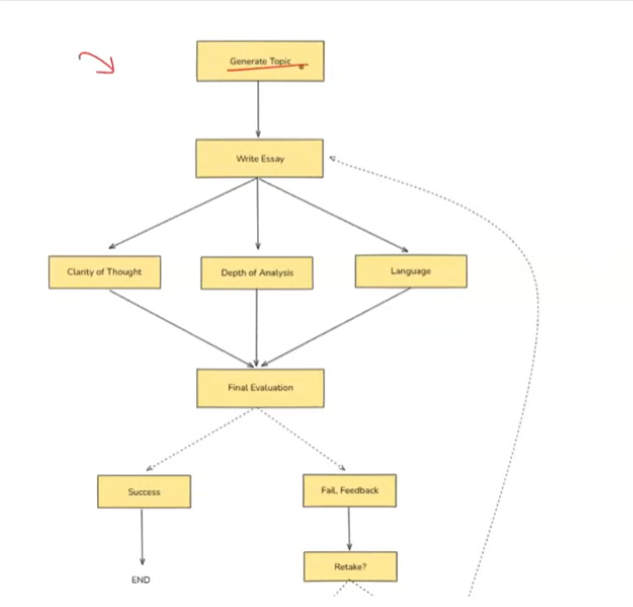 Generate Topic
Write Essay
Clarity of Thought
Depth of Analysis
Language
Final Evaluation
Success
Fail, Feedback
END
Retake?